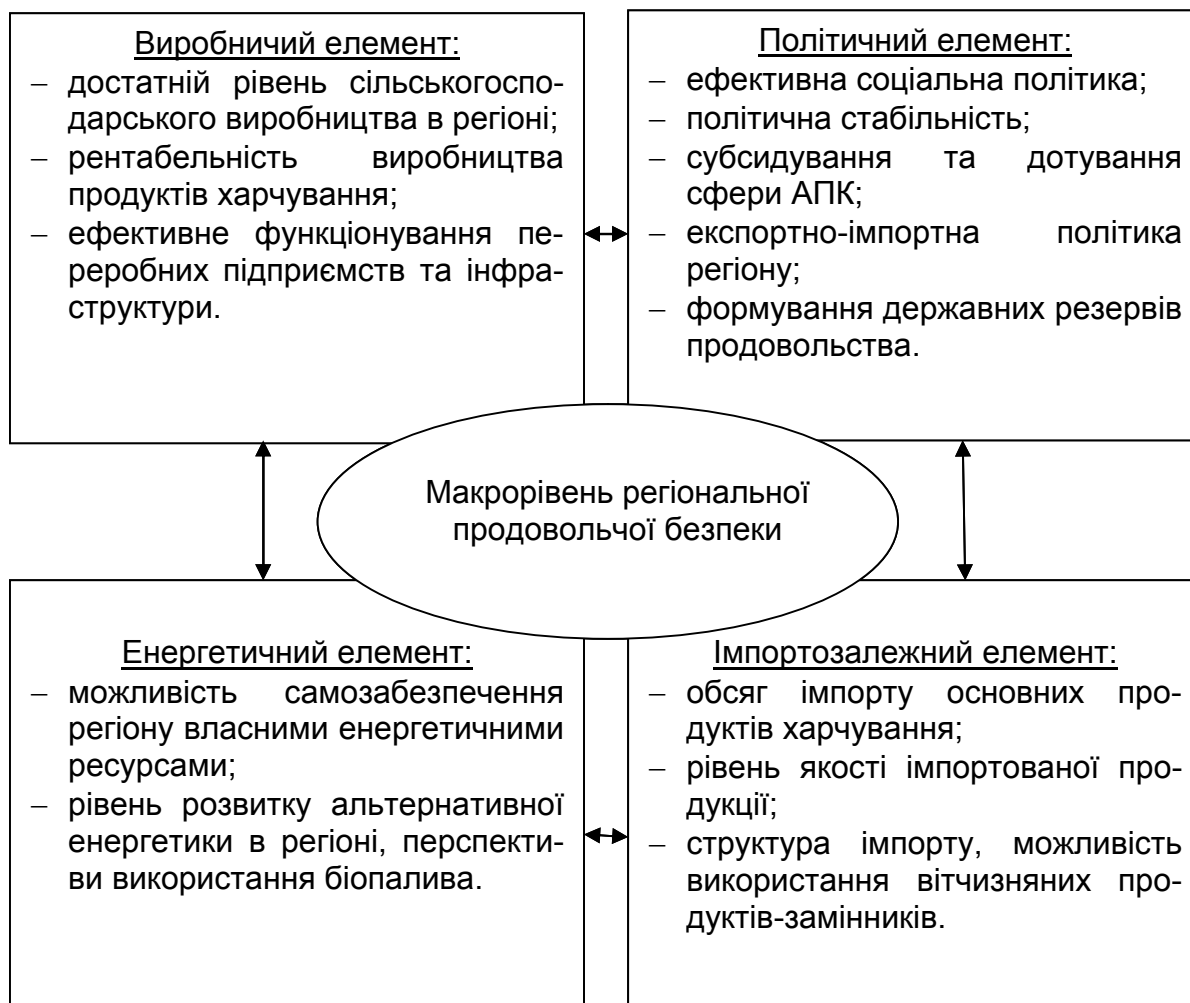 Виробничий елемент:
– достатній рівень сільськогоспо-
дарського виробництва в регіоні;
– рентабельність виробництва
продуктів харчування;
– ефективне функціонування пе-
реробних підприємств та інфра-
структури.
Політичний елемент:
– ефективна соціальна політика;
– політична стабільність;
– субсидування та дотування
сфери АПК;
– експортно-імпортна політика
регіону;
– формування державних резервів
продовольства.
Макрорівень регіональної
продовольчої безпеки
Енергетичний елемент:
– можливість самозабезпечення
регіону власними енергетичними
ресурсами;
– рівень розвитку альтернативної
енергетики в регіоні, перспекти-
ви використання біопалива.
Імпортозалежний елемент:
– обсяг імпорту основних про-
дуктів харчування;
– рівень якості імпортованої про-
дукції;
– структура імпорту, можливість
використання вітчизняних про-
дуктів-замінників.